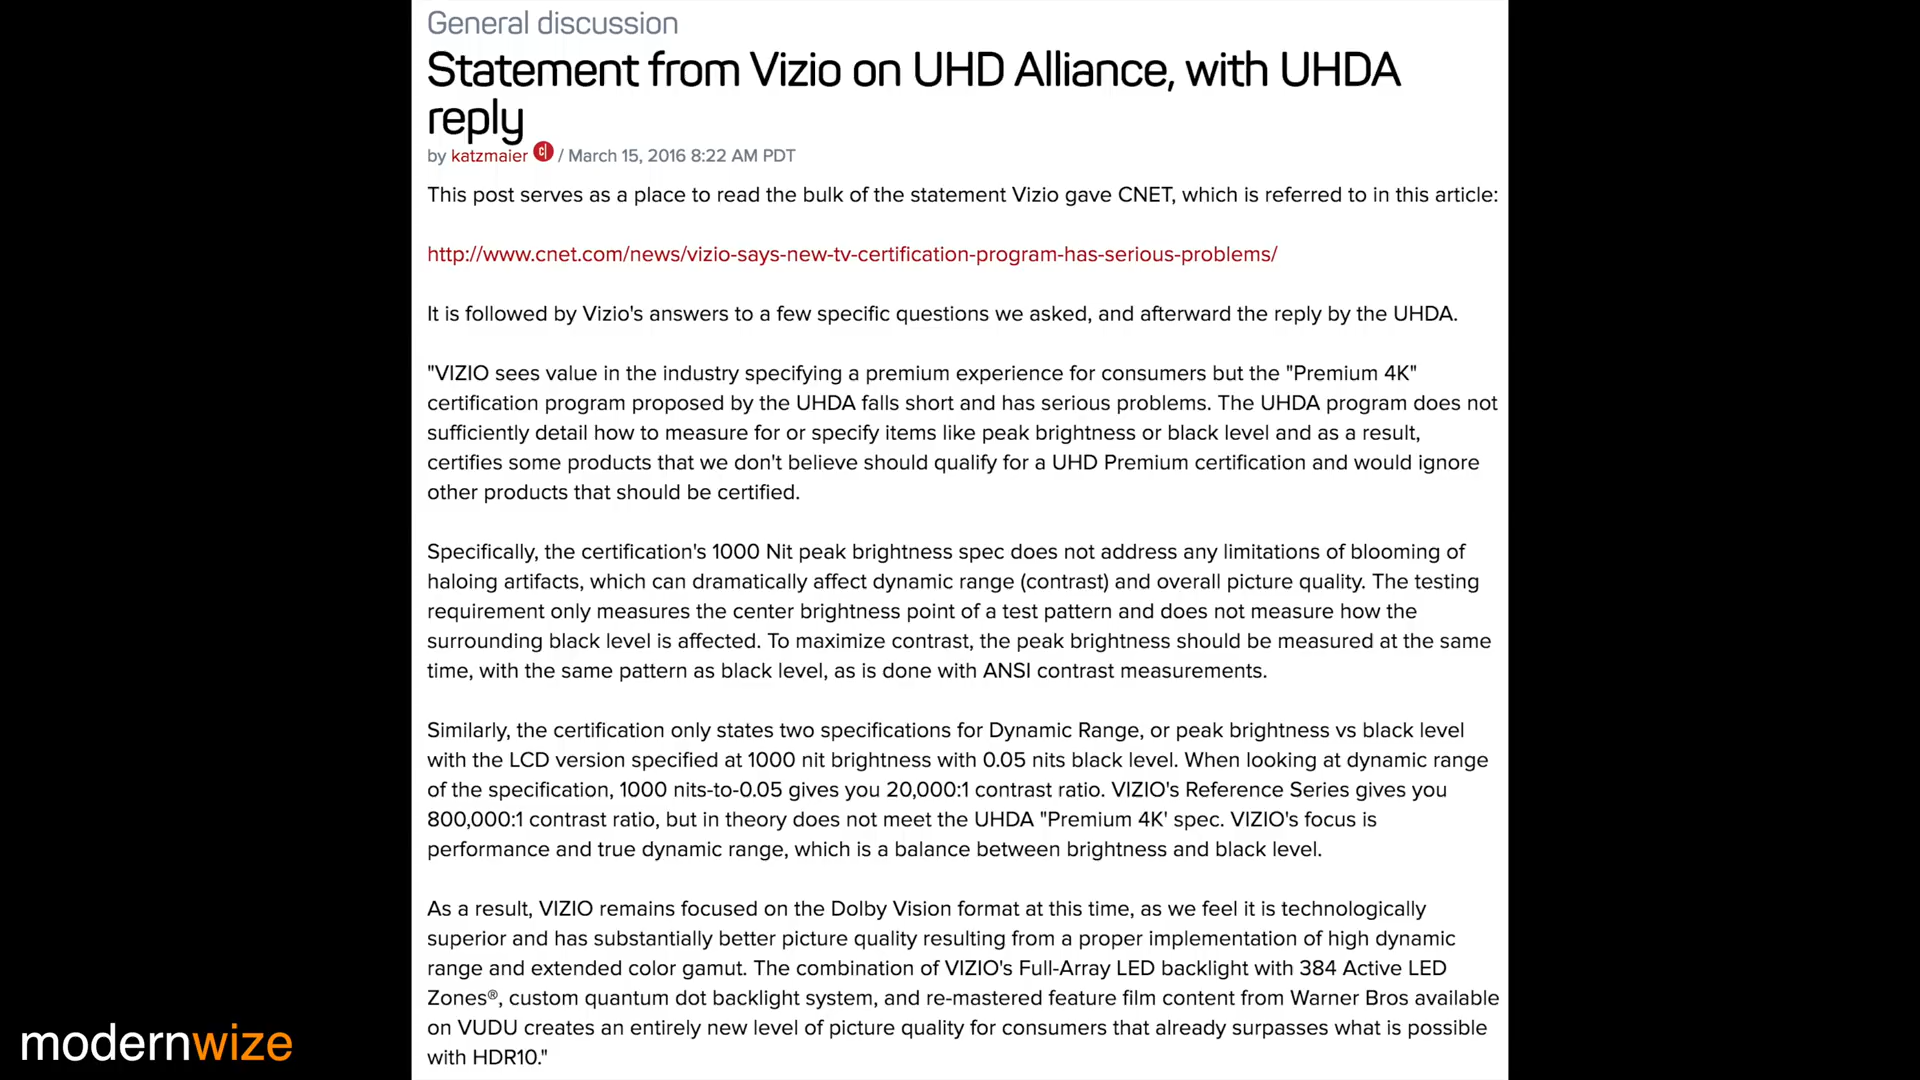 General discussion
Statement from Vizio on UHD Alliance, with UHDA
reply
by katzmaier / March 15, 2016 8:22 AM PDT
This post serves as a place to read the bulk of the statement Vizio gave CNET, which is referred to in this article:
http://www.cnet.com/news/vizio-says-new-tv-certification-program-has-serious-problems/
It is followed by Vizio's answers to a few specific questions we asked, and afterward the reply by the UHDA.
"VIZIO sees value in the industry specifying a premium experience for consumers but the "Premium 4K"
certification program proposed by the UHDA falls short and has serious problems. The UHDA program does not
sufficiently detail how to measure for or specify items like peak brightness or black level and as a result,
certifies some products that we don't believe should qualify for a UHD Premium certification and would ignore
other products that should be certified.
Specifically, the certification's 1000 Nit peak brightness spec does not address any limitations of blooming of
haloing artifacts, which can dramatically affect dynamic range (contrast) and overall picture quality. The testing
requirement only measures the center brightness point of a test pattern and does not measure how the
surrounding black level is affected. To maximize contrast, the peak brightness should be measured at the same
time, with the same pattern as black level, as is done with ANSI contrast measurements.
Similarly, the certification only states two specifications for Dynamic Range, or peak brightness vs black level
with the LCD version specified at 1000 nit brightness with 0.05 nits black level. When looking at dynamic range
of the specification, 1000 nits-to-0.05 gives you 20,000:1 contrast ratio. VIZIO's Reference Series gives you
800,000:1 contrast ratio, but in theory does not meet the UHDA "Premium 4K' spec. VIZIO's focus is
performance and true dynamic range, which is a balance between brightness and black level.
As a result, VIZIO remains focused on the Dolby Vision format at this time, as we feel it is technologically
superior and has substantially better picture quality resulting from a proper implementation of high dynamic
range and extended color gamut. The combination of VIZIO's Full-Array LED backlight with 384 Active LED
Zones®, custom quantum dot backlight system, and re-mastered feature film content from Warner Bros available
on VUDU creates an entirely new level of picture quality for consumers that already surpasses what is possible
with HDR10."
modernwize